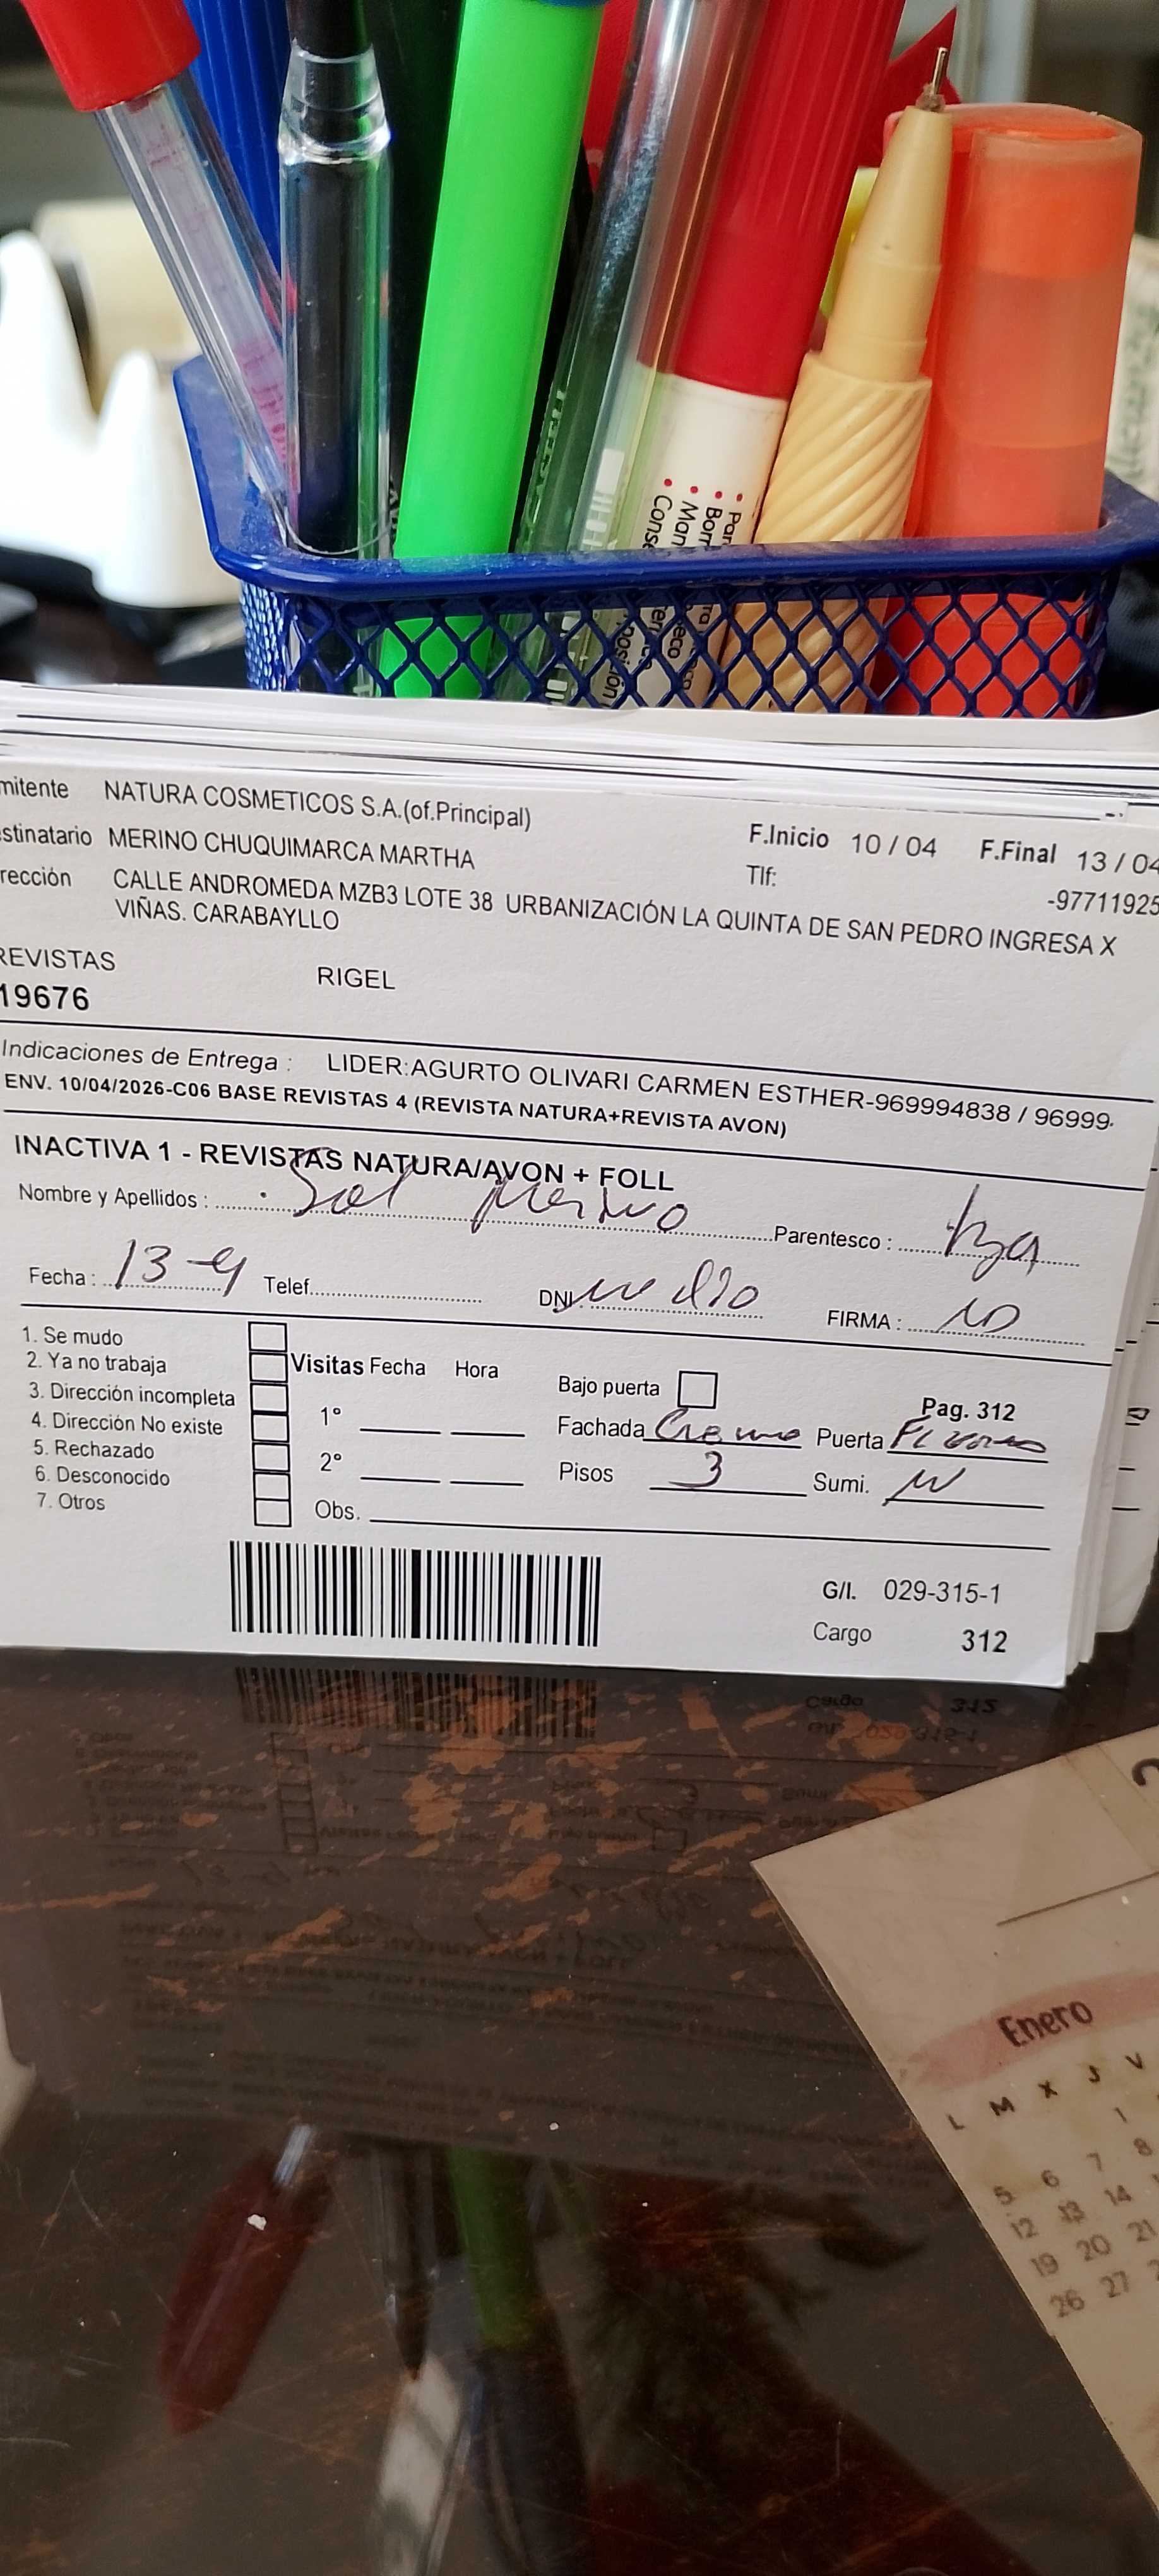 mitente NATURA COSMETICOS S.A.(of.Principal)
F.Inicio 10 / 04 F.Final 13 / 04
estinatario MERINO CHUQUIMARCA MARTHA
Tlf: -97711925
rección CALLE ANDROMEDA MZB3 LOTE 38 URBANIZACIÓN LA QUINTA DE SAN PEDRO INGRESA X
VIÑAS. CARABAYLLO
REVISTAS RIGEL
19676
Indicaciones de Entrega : LIDER:AGURTO OLIVARI CARMEN ESTHER-969994838 / 96999
ENV. 10/04/2026-C06 BASE REVISTAS 4 (REVISTA NATURA+REVISTA AVON)
INACTIVA 1 - REVISTAS NATURA/AVON + FOLL
Nombre y Apellidos : Sol Merino Parentesco : hija
Fecha : 13-4 Telef. DNI. FIRMA :
1. Se mudo
2. Ya no trabaja
3. Dirección incompleta
4. Dirección No existe
5. Rechazado
6. Desconocido
7. Otros
Visitas Fecha Hora
1º
2º
Obs.
Bajo puerta
Pag. 312
Fachada Crema Puerta
Pisos 3 Sumi.
G/I. 029-315-1
Cargo 312
Enero
L M X J V
1
5 6 7 8
12 13 14
19 20 21
26 27